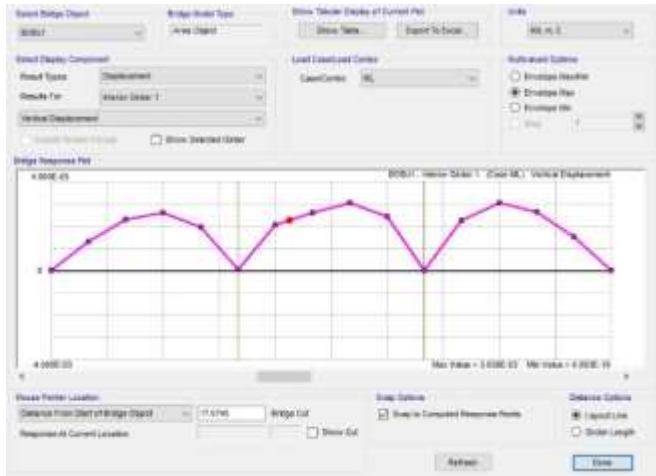 Select Bridge Object
Bridge Model Type
Show Tabular Display of Current Plot
Units
BOBJ1
Area Object
Show Table...
Export To Excel...
KN, m, C
Select Display Component
Load Case/Load Combo
Multivalued Options
Result Types
Displacement
Case/Combo
ML
Envelope Max/Min
Results For
Interior Girder 1
Envelope Max
Vertical Displacement
Envelope Min
Show Selected Girder
Bridge Response Plot
BOBJ1 - Interior Girder 1 (Case ML) Vertical Displacement
0
Mouse Pointer Location
Snap Options
Distance Options
Distance From Start of Bridge Object
Bridge Cut
Snap to Computed Response Points
Layout Line
Response At Current Location
Show Cut
Girder Length
Refresh
Done